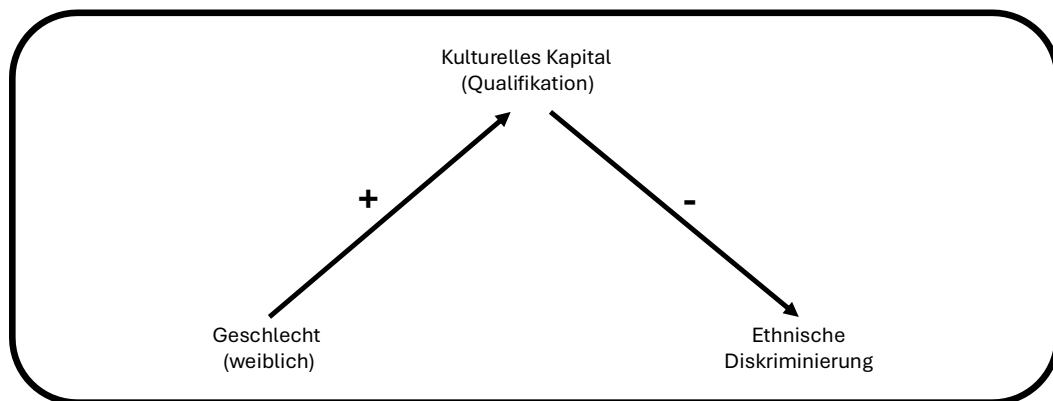 Kulturelles Kapital
(Qualifikation)
+
-
Geschlecht
(weiblich)
Ethnische
Diskriminierung